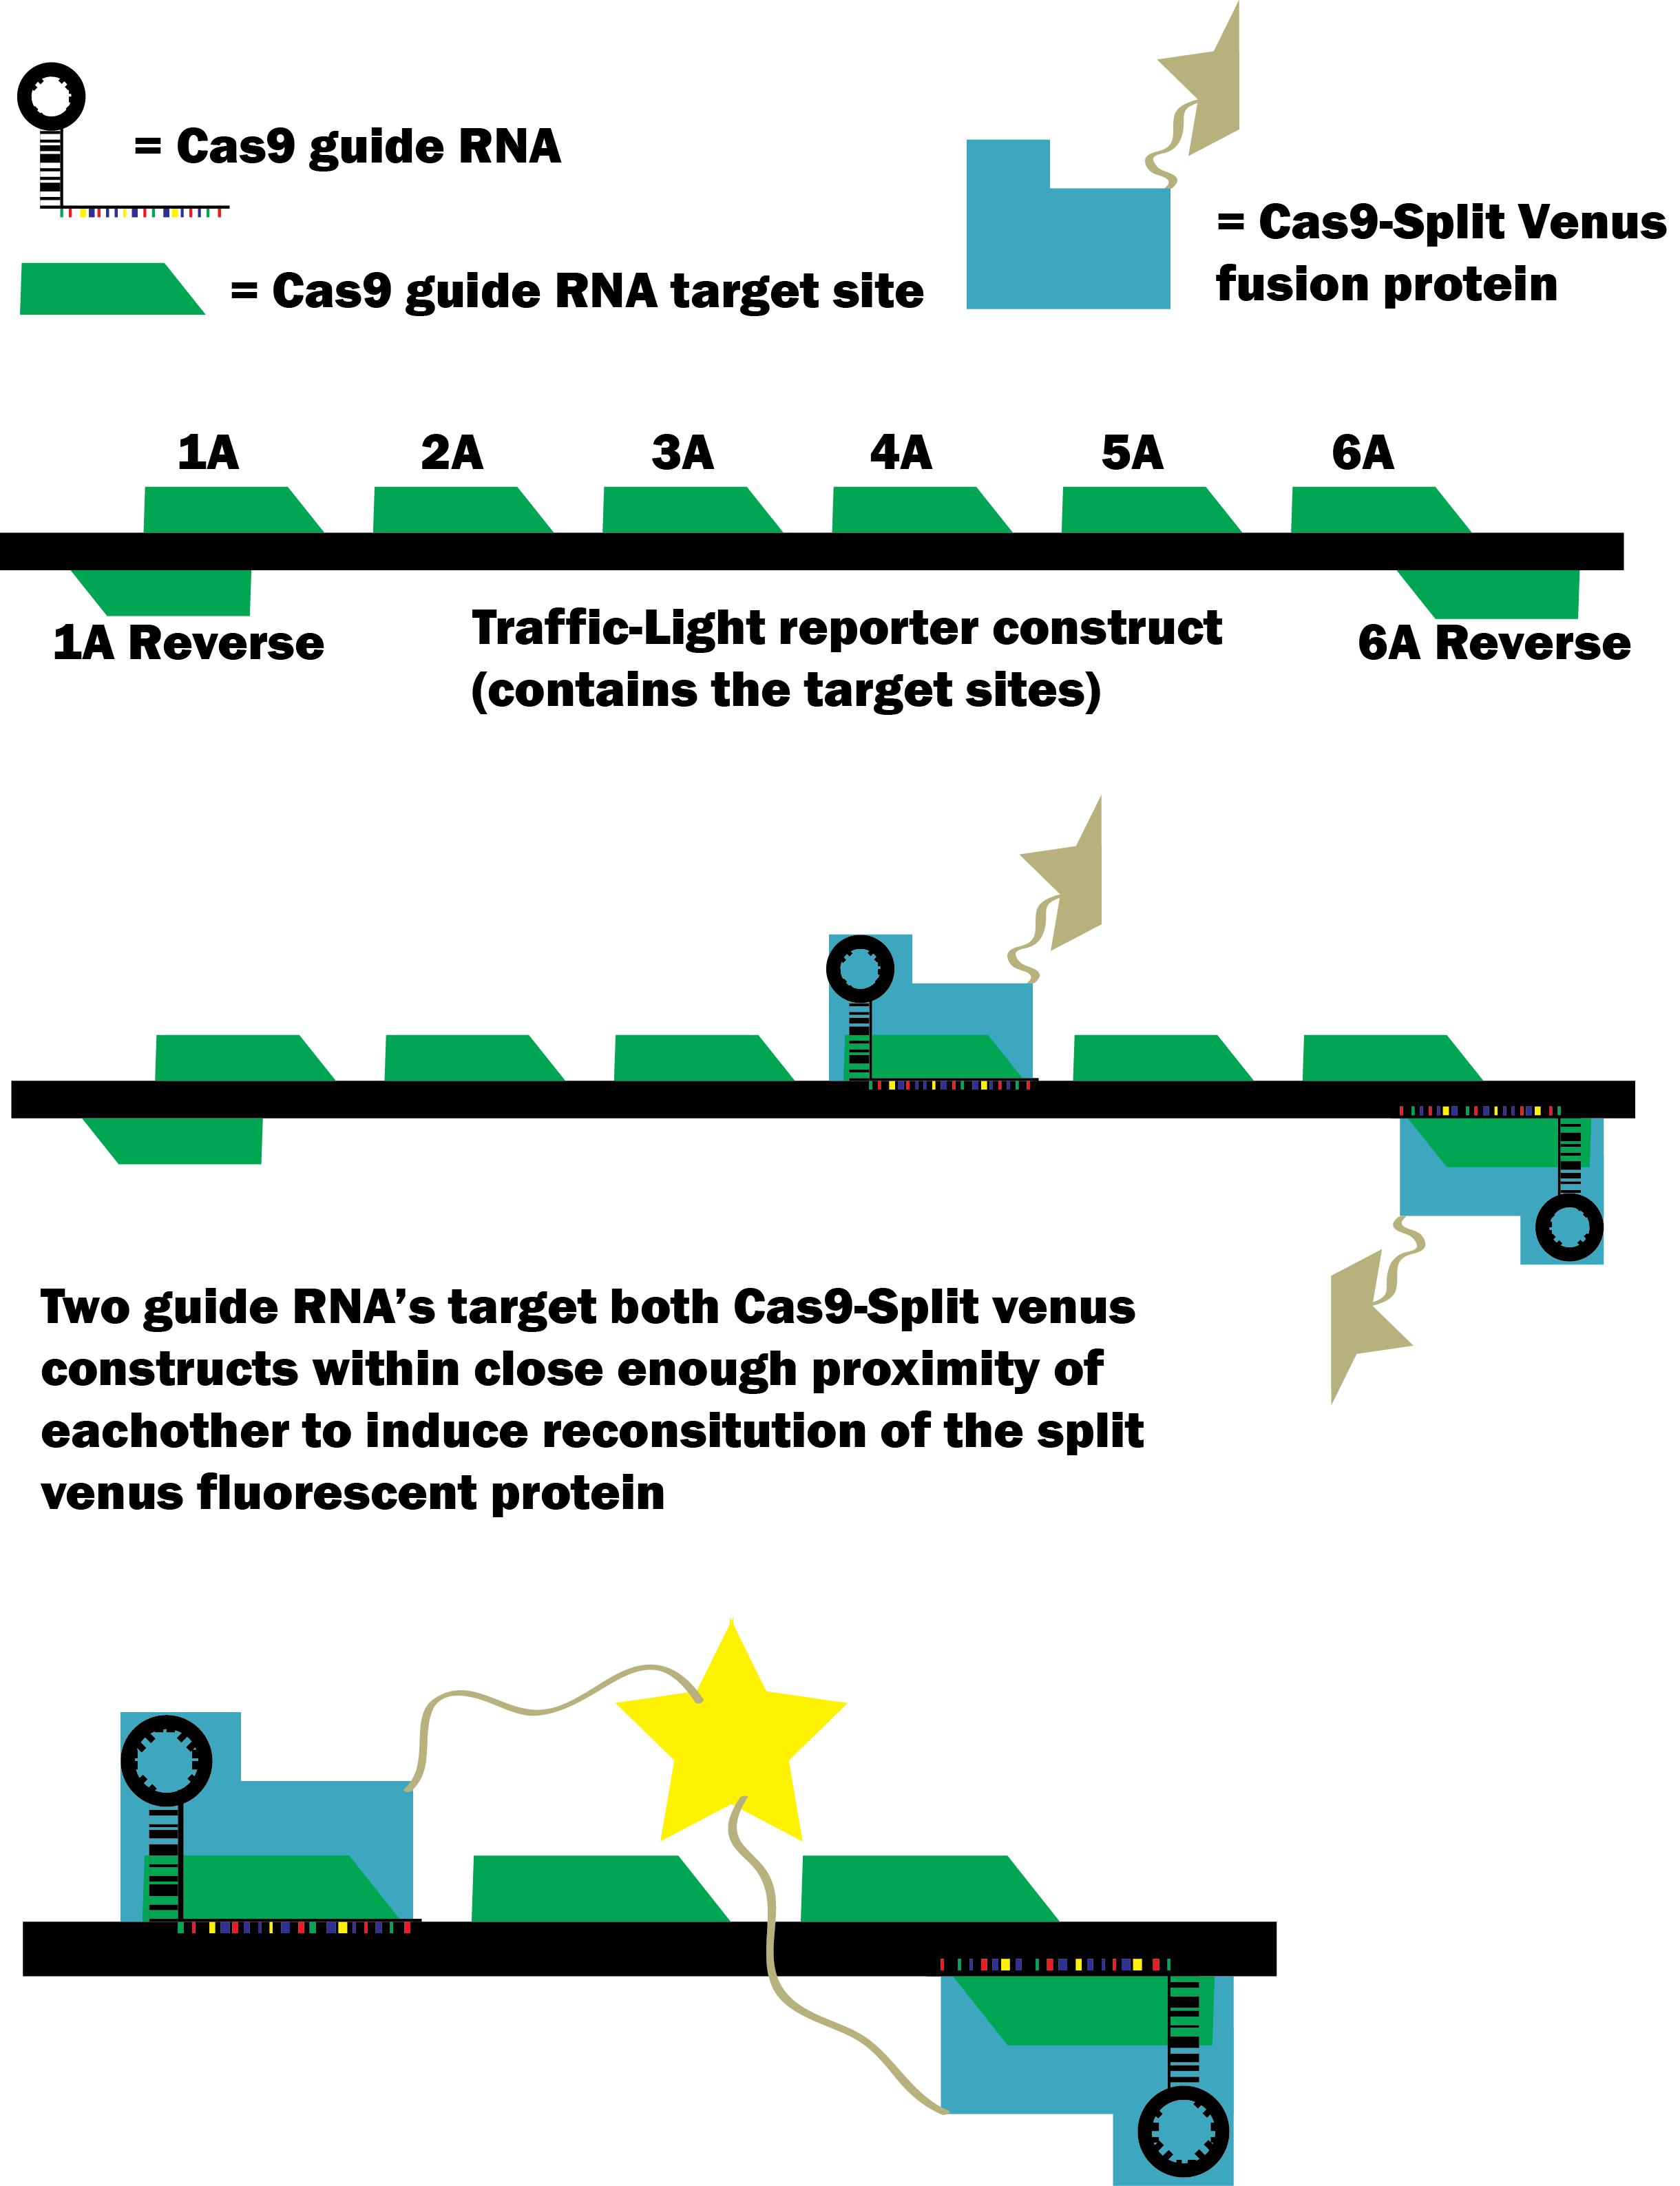 = Cas9 guide RNA
= Cas9 guide RNA target site
= Cas9-Split Venus
fusion protein
1A 2A 3A 4A 5A 6A
1A Reverse
6A Reverse
Traffic-Light reporter construct
(contains the target sites)
Two guide RNA’s target both Cas9-Split venus
constructs within close enough proximity of
eachother to induce reconsitution of the split
venus fluorescent protein